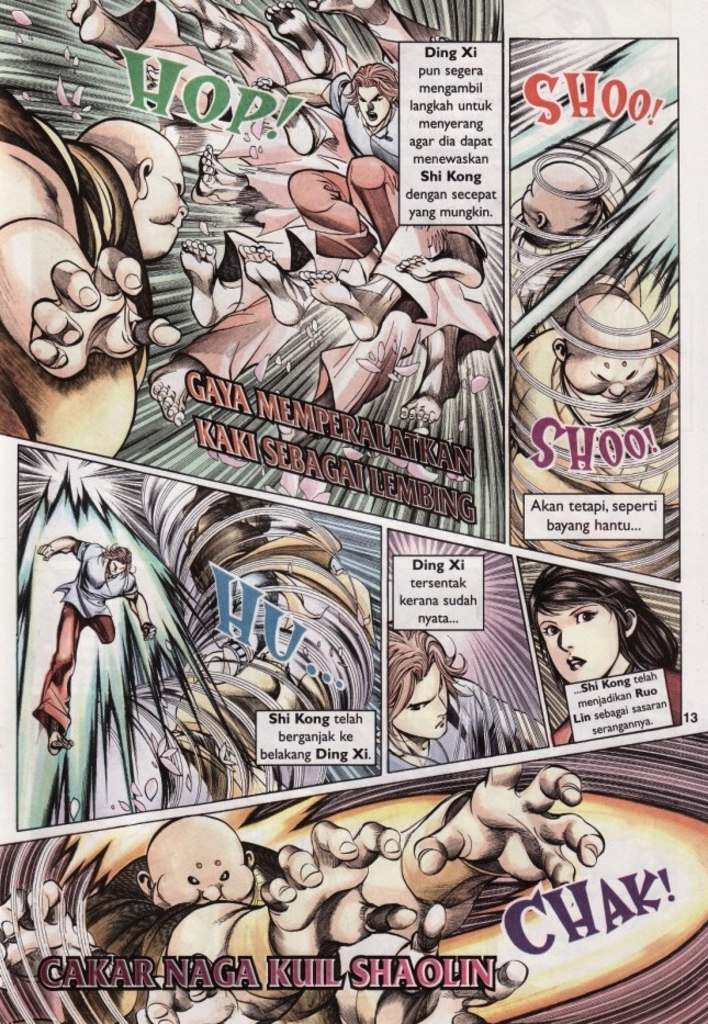 HOP!
Ding Xi
pun segera
mengambil
langkah untuk
menyerang
agar dia dapat
menewaskan
Shi Kong
dengan secepat
yang mungkin.
GAYA MEMPERALATKAN
KAKI SEBAGAI LEMBING
SHOO!
SHOO!
Akan tetapi, seperti
bayang hantu...
HU...
Shi Kong telah
berganjak ke
belakang Ding Xi.
Ding Xi
tersentak
kerana sudah
nyata...
...Shi Kong telah
menjadikan Ruo
Lin sebagai sasaran
serangannya.
13
CHAK!
CAKAR NAGA KUIL SHAOLIN